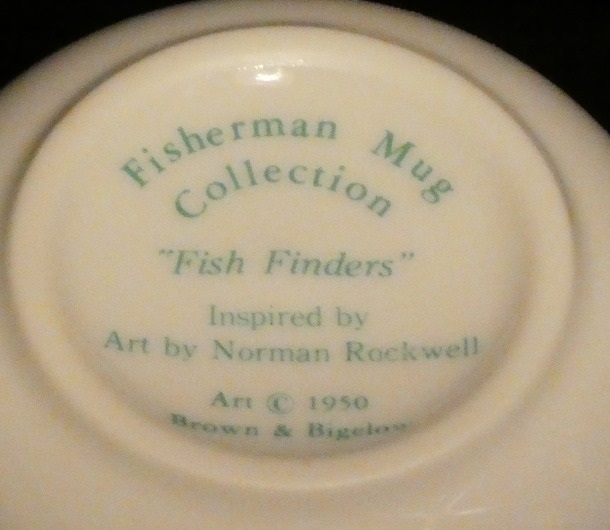 Fisherman Mug
Collection
"Fish Finders"
Inspired by
Art by Norman Rockwell
Art © 1950
Brown & Bigelow